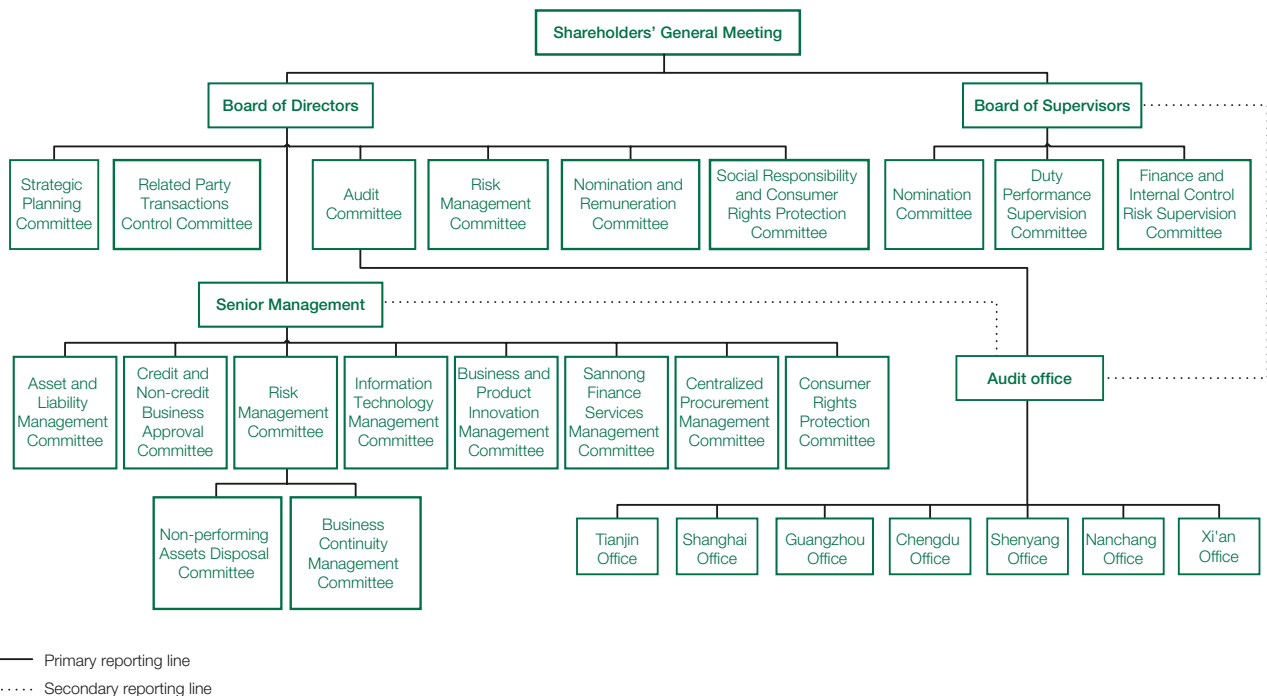 Shareholders' General Meeting
Board of Directors
Board of Supervisors
Strategic
Planning
Committee
Related Party
Transactions
Control Committee
Audit
Committee
Risk
Management
Committee
Nomination and
Remuneration
Committee
Social Responsibility
and Consumer
Rights Protection
Committee
Nomination
Committee
Duty
Performance
Supervision
Committee
Finance and
Internal Control
Risk Supervision
Committee
Senior Management
Audit office
Asset and
Liability
Management
Committee
Credit and
Non-credit
Business
Approval
Committee
Risk
Management
Committee
Information
Technology
Management
Committee
Business and
Product
Innovation
Management
Committee
Sannong
Finance
Services
Management
Committee
Centralized
Procurement
Management
Committee
Consumer
Rights
Protection
Committee
Non-performing
Assets Disposal
Committee
Business
Continuity
Management
Committee
Tianjin
Office
Shanghai
Office
Guangzhou
Office
Chengdu
Office
Shenyang
Office
Nanchang
Office
Xi'an
Office
Primary reporting line
Secondary reporting line